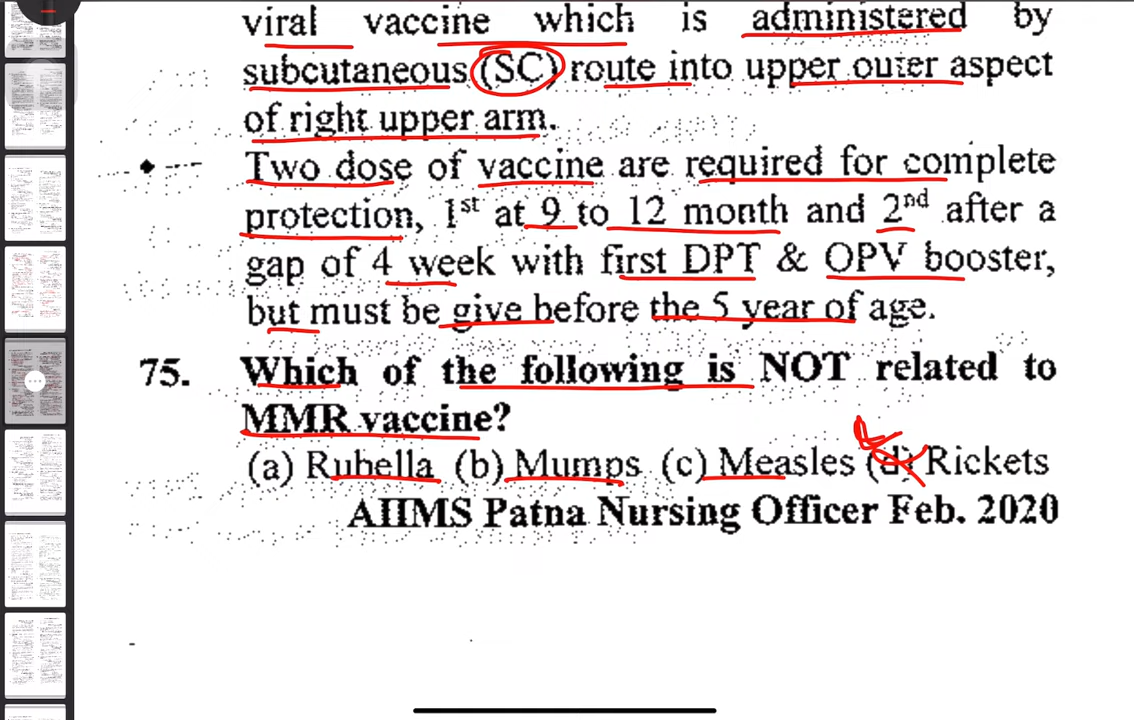 viral vaccine which is administered by
subcutaneous (SC) route into upper outer aspect
of right upper arm.
Two dose of vaccine are required for complete
protection, 1st at 9 to 12 month and 2nd after a
gap of 4 week with first DPT & OPV booster,
but must be give before the 5 year of age.
75. Which of the following is NOT related to
MMR vaccine?
(a) Rubella (b) Mumps (c) Measles (d) Rickets
AIIMS Patna Nursing Officer Feb. 2020